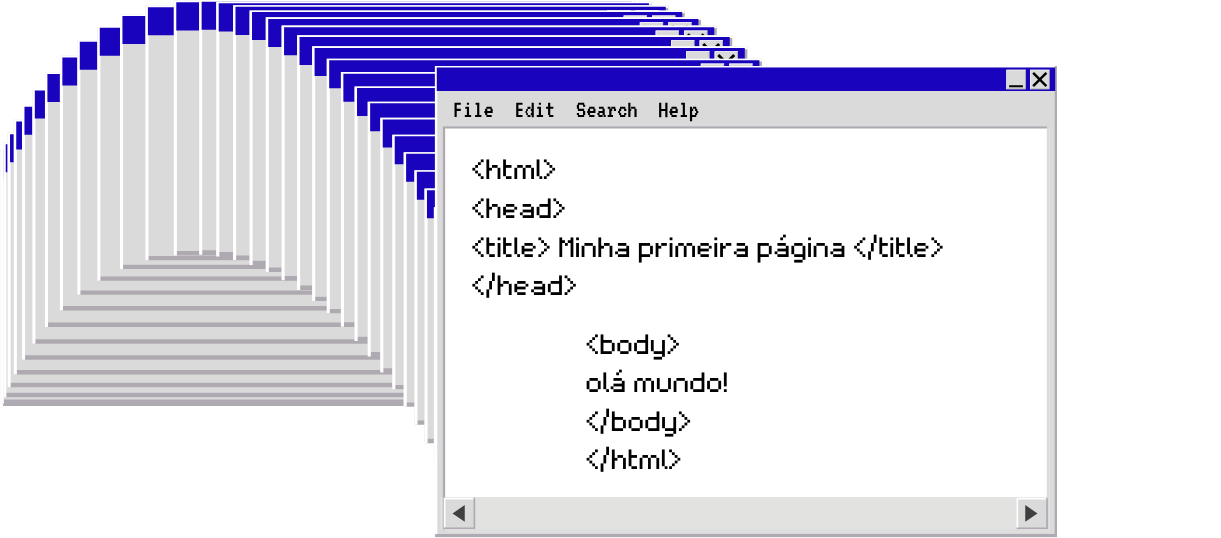 File Edit Search Help
<html>
<head>
<title> Minha primeira página </title>
</head>
<body>
olá mundo!
</body>
</html>